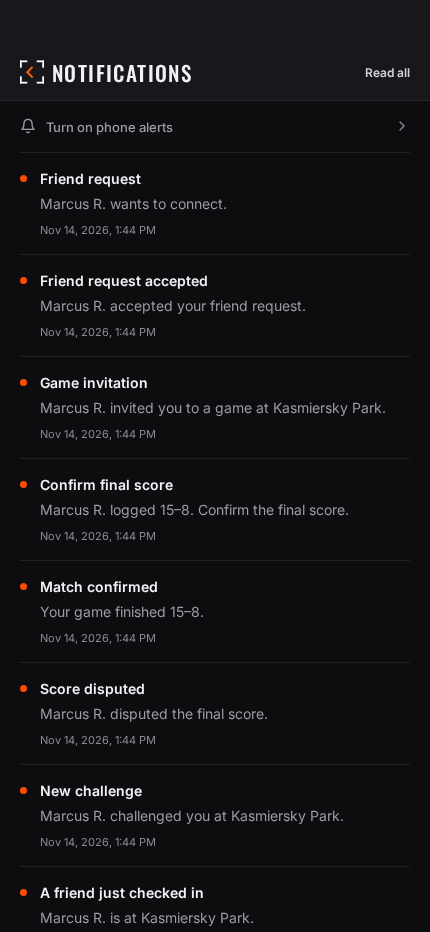 NOTIFICATIONS
Read all
Turn on phone alerts
Friend request
Marcus R. wants to connect.
Nov 14, 2026, 1:44 PM
Friend request accepted
Marcus R. accepted your friend request.
Nov 14, 2026, 1:44 PM
Game invitation
Marcus R. invited you to a game at Kasmiersky Park.
Nov 14, 2026, 1:44 PM
Confirm final score
Marcus R. logged 15–8. Confirm the final score.
Nov 14, 2026, 1:44 PM
Match confirmed
Your game finished 15–8.
Nov 14, 2026, 1:44 PM
Score disputed
Marcus R. disputed the final score.
Nov 14, 2026, 1:44 PM
New challenge
Marcus R. challenged you at Kasmiersky Park.
Nov 14, 2026, 1:44 PM
A friend just checked in
Marcus R. is at Kasmiersky Park.